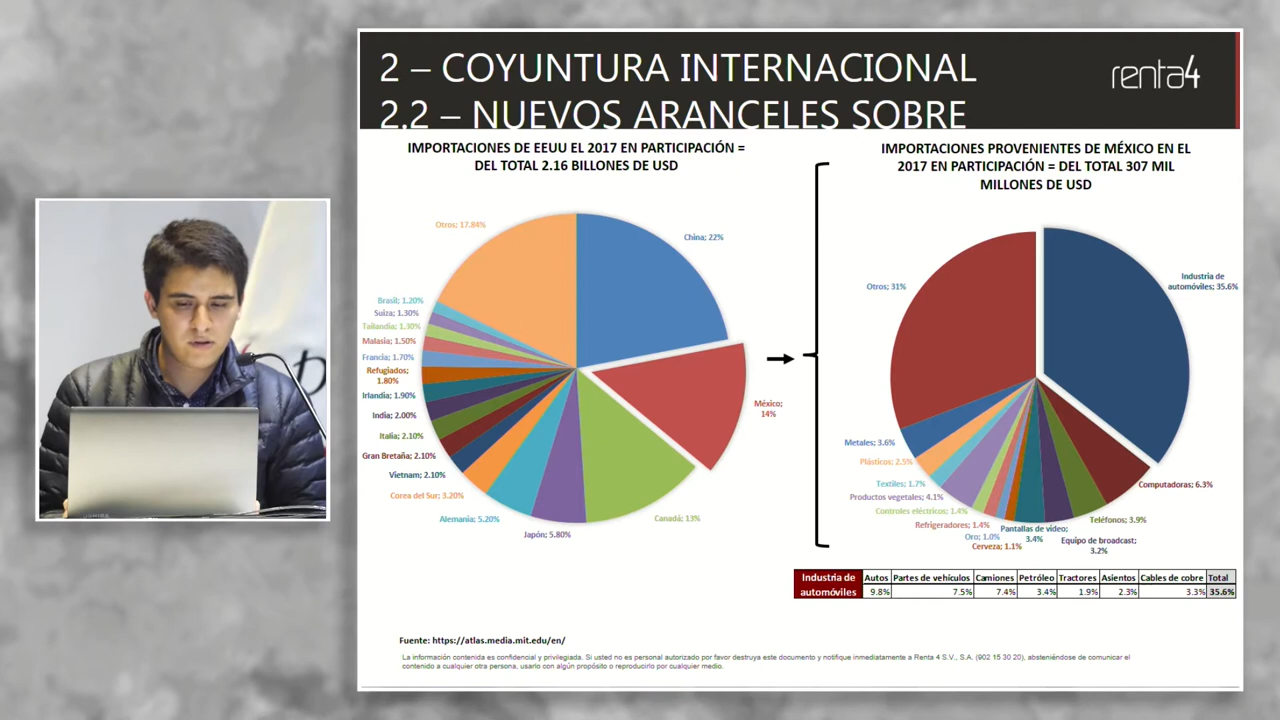 2 – COYUNTURA INTERNACIONAL
2.2 – NUEVOS ARANCELES SOBRE
renta4
IMPORTACIONES DE EEUU EL 2017 EN PARTICIPACIÓN =
DEL TOTAL 2.16 BILLONES DE USD
Otros; 17.84%
China; 22%
Brasil; 1.20%
Suiza; 1.30%
Tailandia; 1.30%
Malasia; 1.50%
Francia; 1.70%
Refugiados;
1.80%
Irlandia; 1.90%
India; 2.00%
Italia; 2.10%
Gran Bretaña; 2.10%
Vietnam; 2.10%
Corea del Sur; 3.20%
Alemania; 5.20%
Japón; 5.80%
Canadá; 13%
México;
14%
IMPORTACIONES PROVENIENTES DE MÉXICO EN EL
2017 EN PARTICIPACIÓN = DEL TOTAL 307 MIL
MILLONES DE USD
Otros; 31%
Industria de
automóviles; 35.6%
Metales; 3.6%
Plásticos; 2.5%
Textiles; 1.7%
Productos vegetales; 4.1%
Controles eléctricos; 1.4%
Refrigeradores; 1.4%
Oro; 1.0%
Cerveza; 1.1%
Pantallas de video;
3.4%
Equipo de broadcast;
3.2%
Teléfonos; 3.9%
Computadoras; 6.3%
Industria de automóviles Autos Partes de vehículos Camiones Petróleo Tractores Asientos Cables de cobre Total
9.8% 7.5% 7.4% 3.4% 1.9% 2.3% 3.3% 35.6%
Fuente: https://atlas.media.mit.edu/en/
La información contenida es confidencial y privilegiada. Si usted no es personal autorizado por favor destruya este documento y notifique inmediatamente a Renta 4 S.V., S.A. (902 15 30 20), absteniéndose de comunicar el
contenido a cualquier otra persona, usarlo con algún propósito o reproducirlo por cualquier medio.